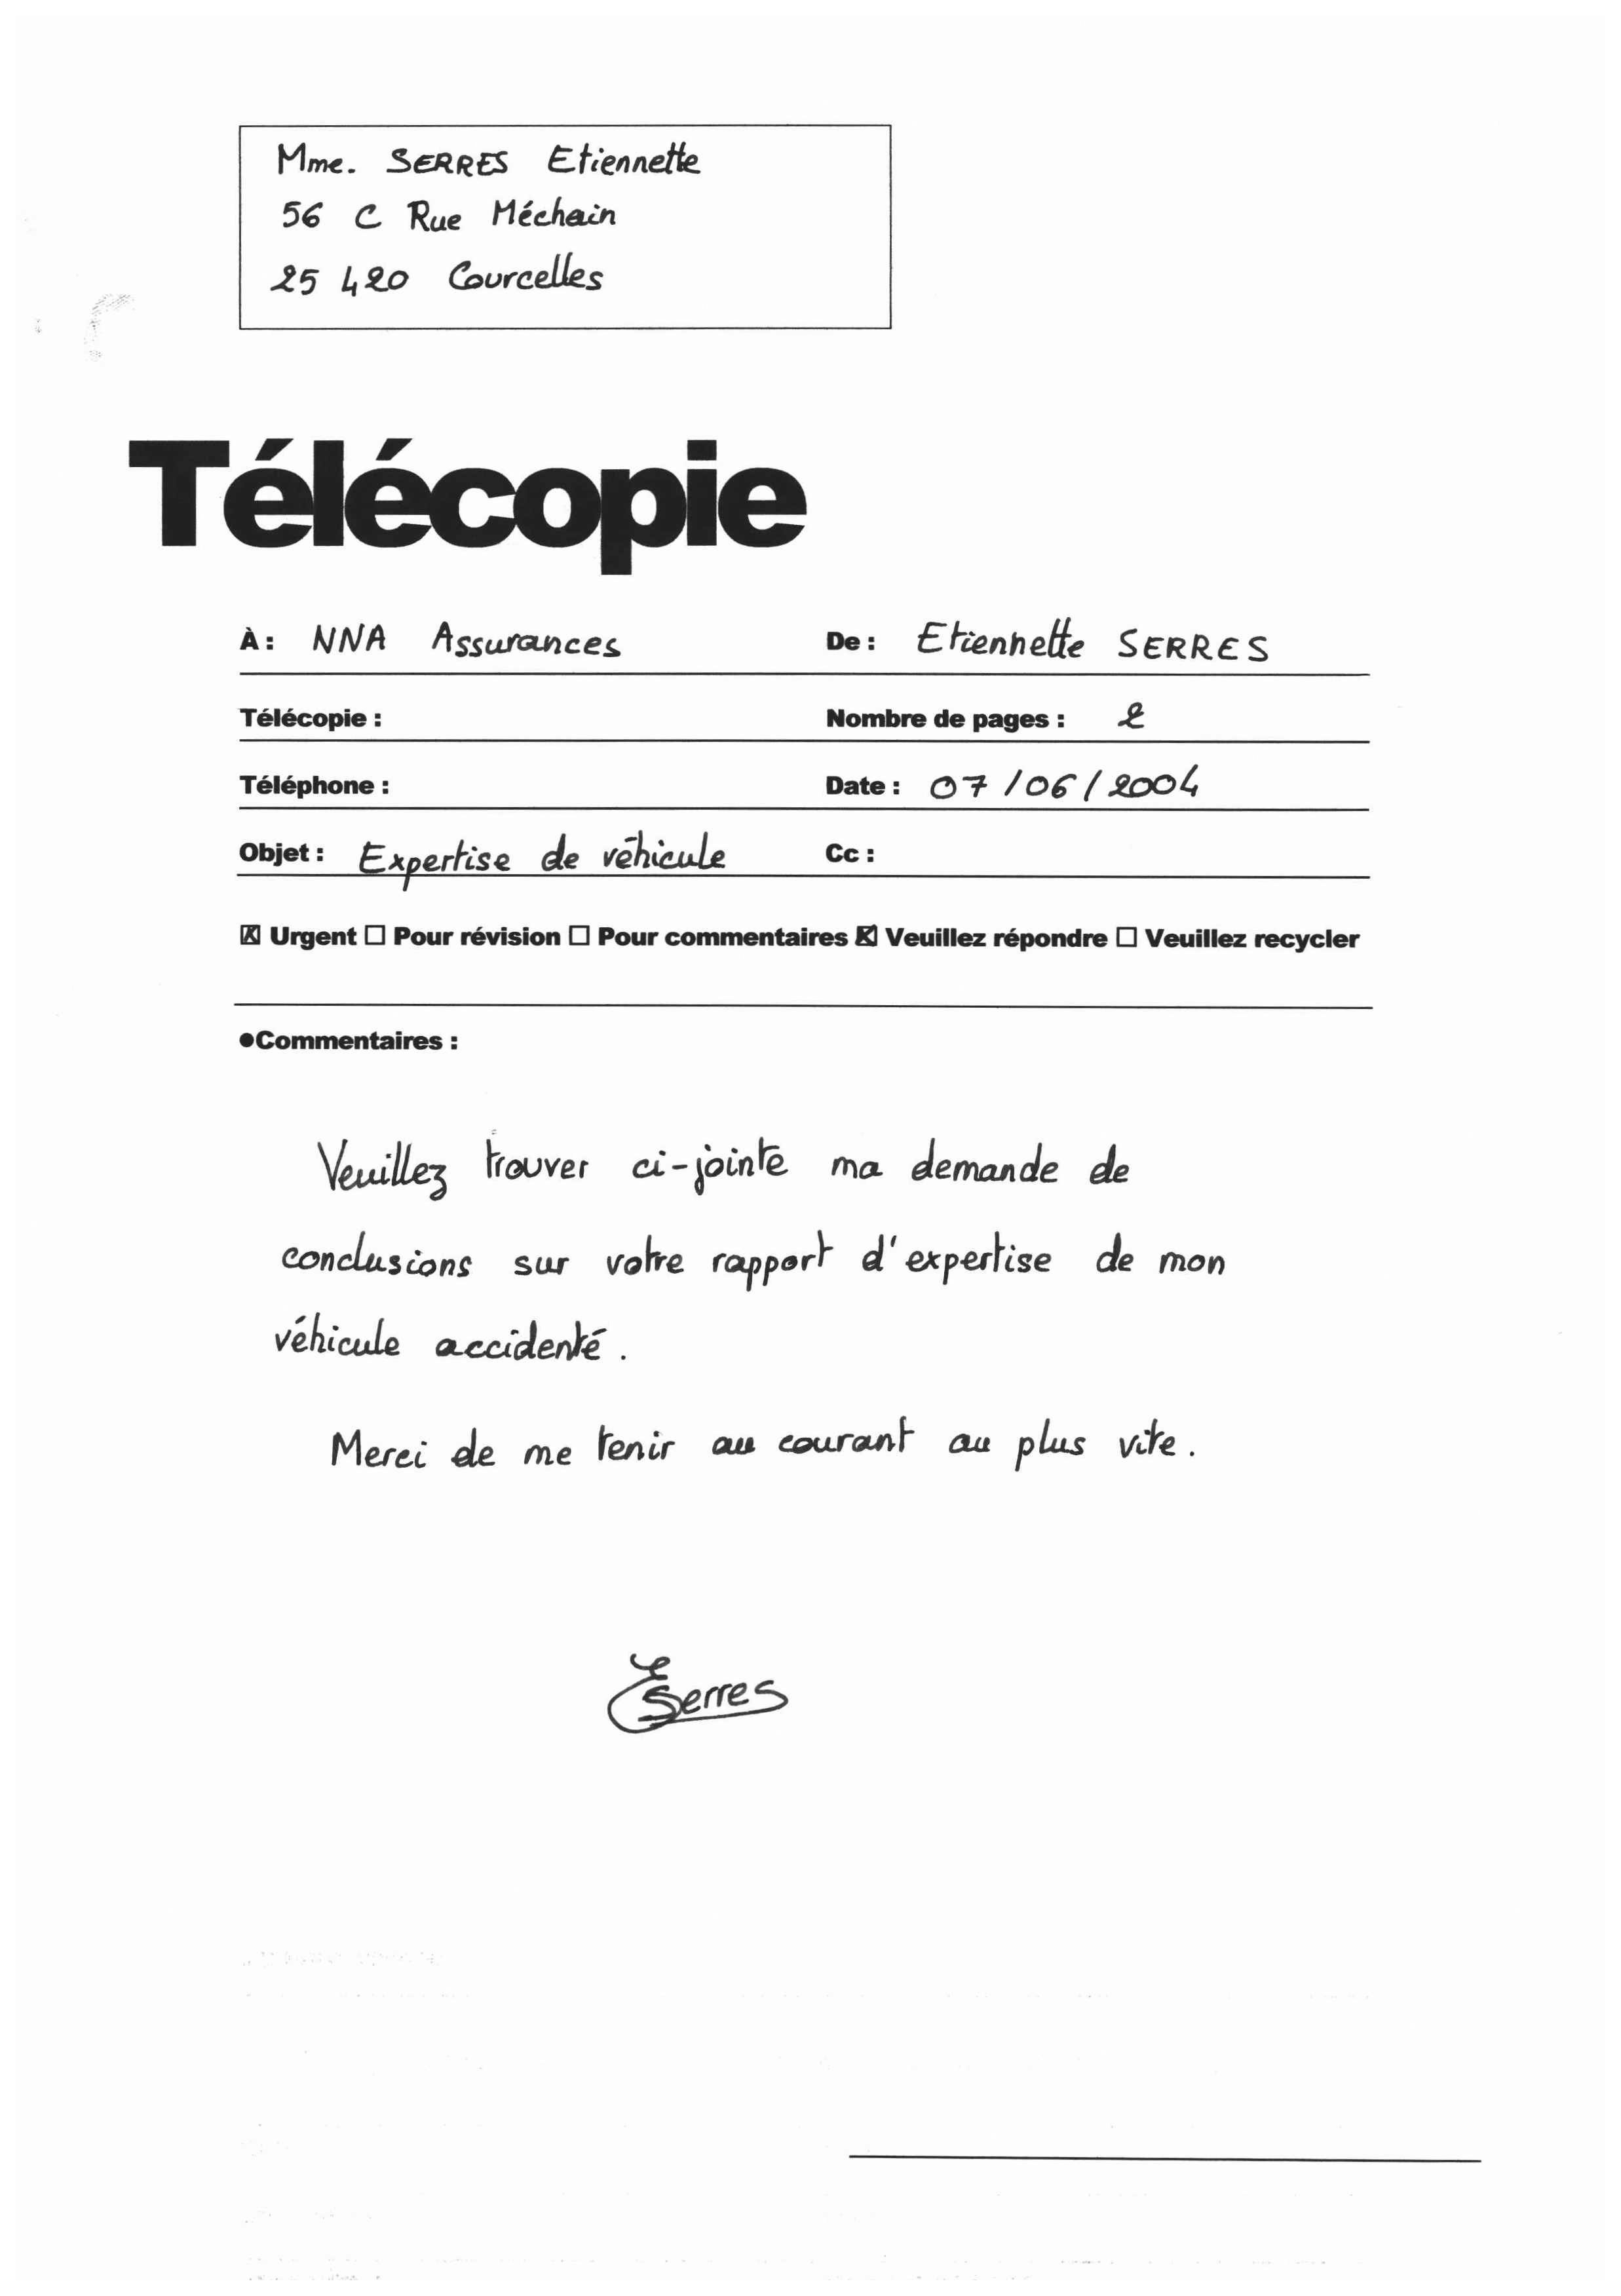 Mme. SERRES Etiennette
56 C Rue Méchain
25 420 Courcelles
Télécopie
À : NNA Assurances De : Etiennette SERRES
Télécopie : Nombre de pages : 2
Téléphone : Date : 07/06/2004
Objet : Expertise de véhicule Cc :
☒ Urgent ☐ Pour révision ☐ Pour commentaires ☒ Veuillez répondre ☐ Veuillez recycler
●Commentaires :
Veuillez trouver ci-jointe ma demande de
conclusions sur votre rapport d'expertise de mon
véhicule accidenté.
Merci de me tenir au courant au plus vite.
E Serres